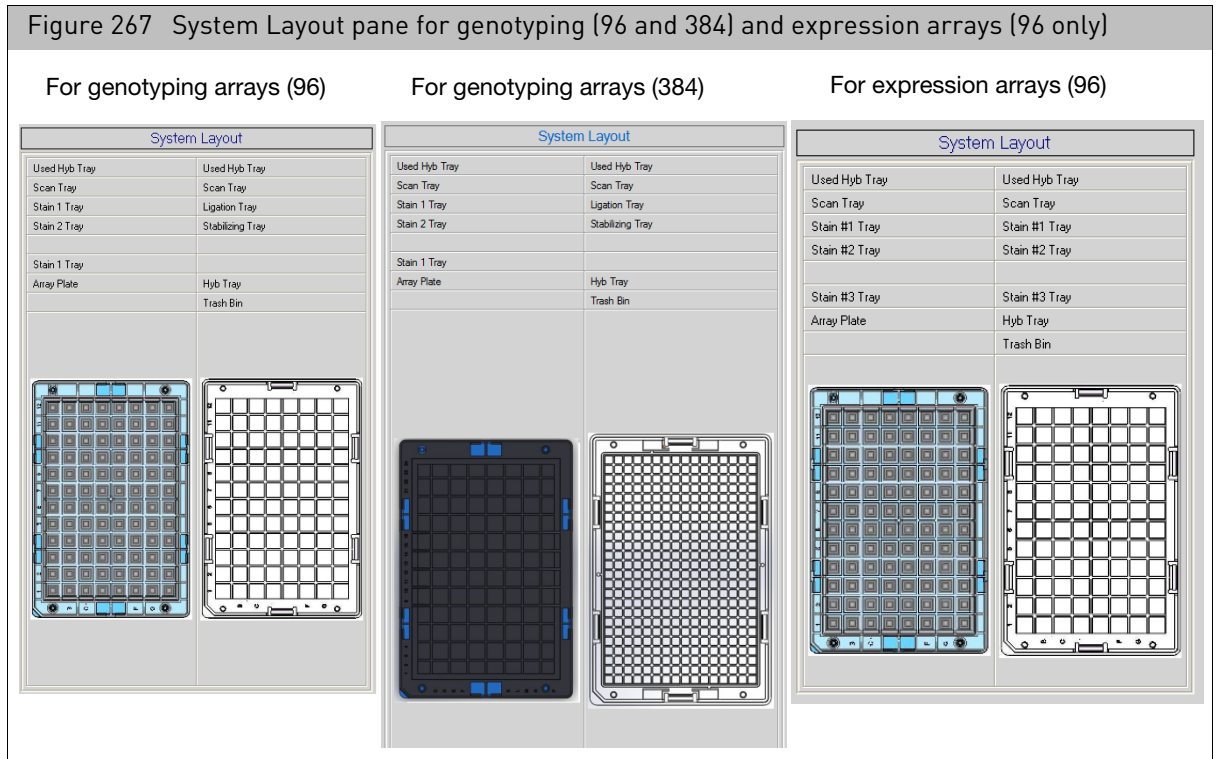 Figure 267 System Layout pane for genotyping (96 and 384) and expression arrays (96 only)
For genotyping arrays (96)
System Layout
Used Hyb Tray Used Hyb Tray
Scan Tray Scan Tray
Stain 1 Tray Ligation Tray
Stain 2 Tray Stabilizing Tray
Stain 1 Tray
Array Plate Hyb Tray
Trash Bin
For genotyping arrays (384)
System Layout
Used Hyb Tray Used Hyb Tray
Scan Tray Scan Tray
Stain 1 Tray Ligation Tray
Stain 2 Tray Stabilizing Tray
Stain 1 Tray
Array Plate Hyb Tray
Trash Bin
For expression arrays (96)
System Layout
Used Hyb Tray Used Hyb Tray
Scan Tray Scan Tray
Stain #1 Tray Stain #1 Tray
Stain #2 Tray Stain #2 Tray
Stain #3 Tray Stain #3 Tray
Array Plate Hyb Tray
Trash Bin